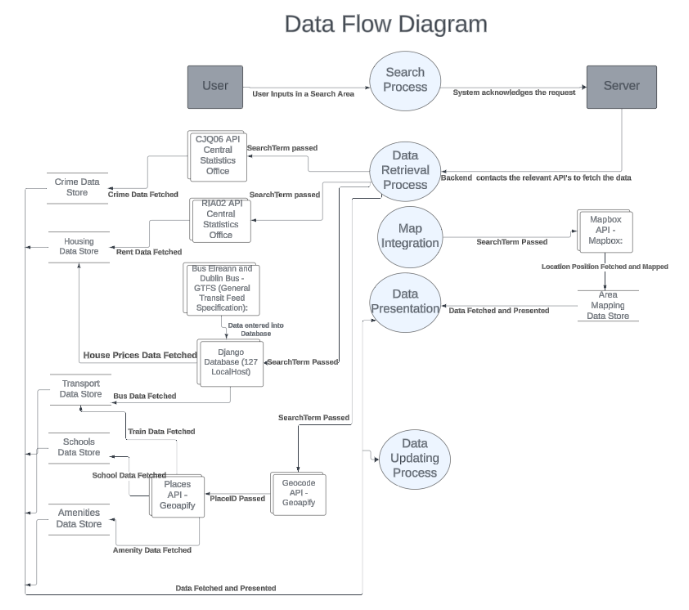 Data Flow Diagram
User
User Inputs in a Search Area
Search
Process
System acknowledges the request
Server
CJQ06 API
Central
Statistics
Office
SearchTerm passed
Data
Retrieval
Process
Backend contacts the relevant API's to fetch the data
Crime Data
Store
Crime Data Fetched
SearchTerm passed
RIA02 API
Central
Statistics
Office
Housing
Data Store
Rent Data Fetched
Map
Integration
SearchTerm Passed
Mapbox
API -
Mapbox:
Location Position Fetched and Mapped
Bus Eireann and
Dublin Bus -
GTFS (General
Transit Feed
Specification):
Data
Presentation
Data Fetched and Presented
Area
Mapping
Data Store
Data entered into
Database
House Prices Data Fetched
Django
Database (127
LocalHost)
SearchTerm Passed
Transport
Data Store
Bus Data Fetched
Train Data Fetched
SearchTerm Passed
Schools
Data Store
School Data Fetched
Data
Updating
Process
Places
API -
Geoapify
PlaceID Passed
Geocode
API -
Geoapify
Amenities
Data Store
Amenity Data Fetched
Data Fetched and Presented